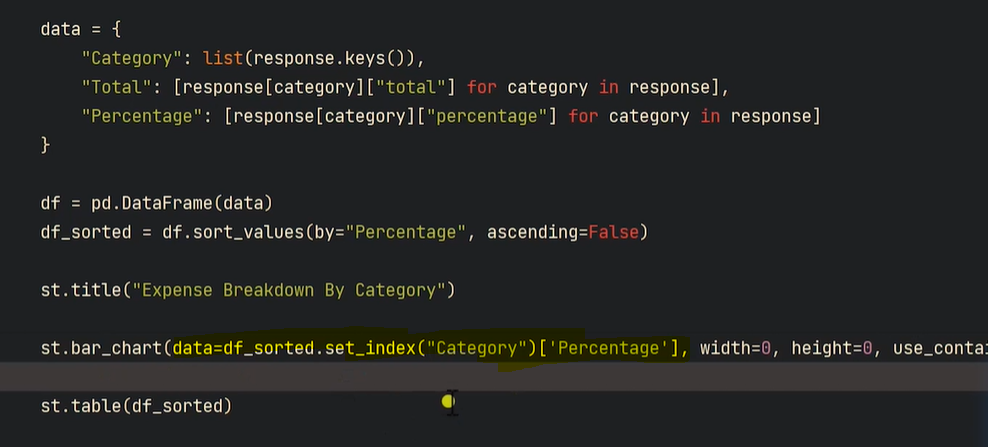 data = {
    "Category": list(response.keys()),
    "Total": [response[category]["total"] for category in response],
    "Percentage": [response[category]["percentage"] for category in response]
}
df = pd.DataFrame(data)
df_sorted = df.sort_values(by="Percentage", ascending=False)
st.title("Expense Breakdown By Category")
st.bar_chart(data=df_sorted.set_index("Category")['Percentage'], width=0, height=0, use_contai
st.table(df_sorted)